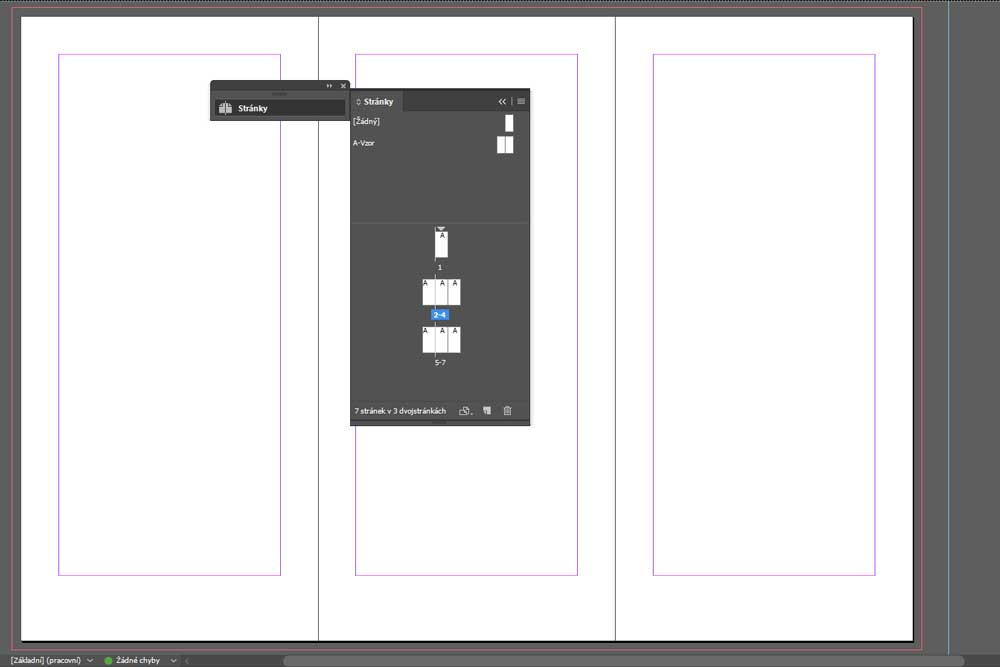 Stránky
Stránky
[Žádný]
A-Vzor
A
1
A A A
2-4
A A A
5-7
7 stránek v 3 dvojstránkách
[Základní] (pracovní)
Žádné chyby